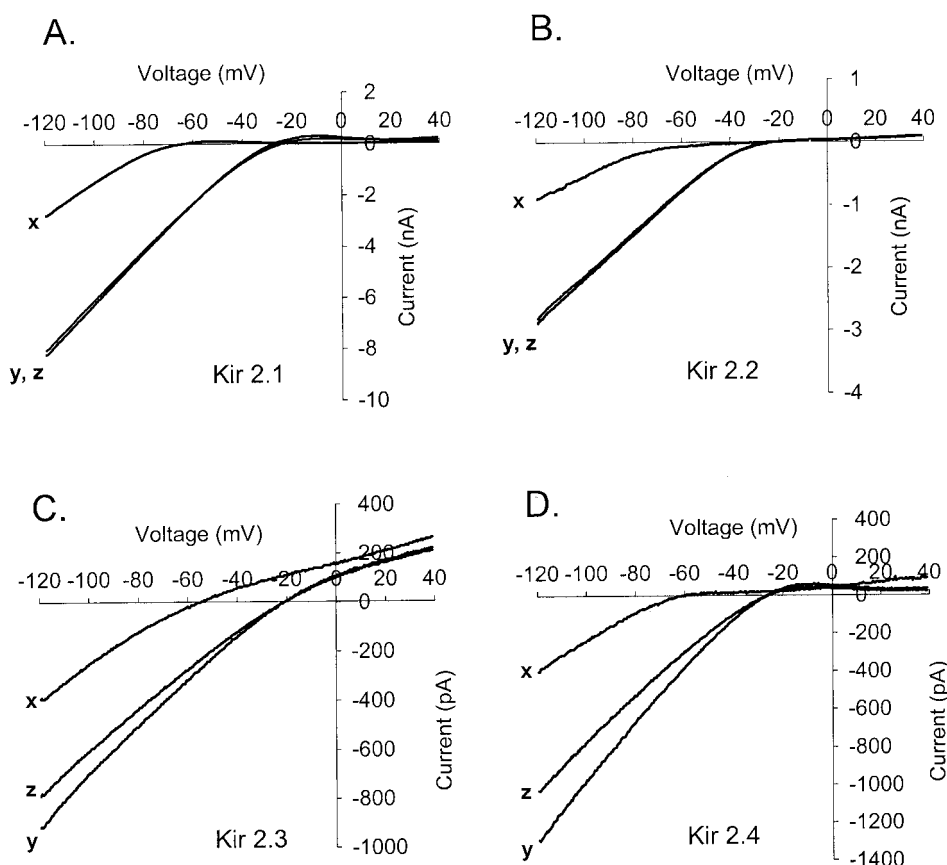 A.
Voltage (mV)
2
-120 -100 -80 -60 -40 -20 0 20 40
0
-2
x
-4
-6
-8
y, z
-10
Current (nA)
Kir 2.1
B.
Voltage (mV)
1
-120 -100 -80 -60 -40 -20 0 20 40
0
x
-1
-2
-3
y, z
-4
Current (nA)
Kir 2.2
C.
Voltage (mV)
400
200
-120 -100 -80 -60 -40 -20 0 20 40
0
-200
x
-400
-600
z
-800
y
-1000
Current (pA)
Kir 2.3
D.
Voltage (mV)
400
200
-120 -100 -80 -60 -40 -20 0 20 40
0
-200
x
-400
-600
-800
z
-1000
-1200
y
-1400
Current (pA)
Kir 2.4